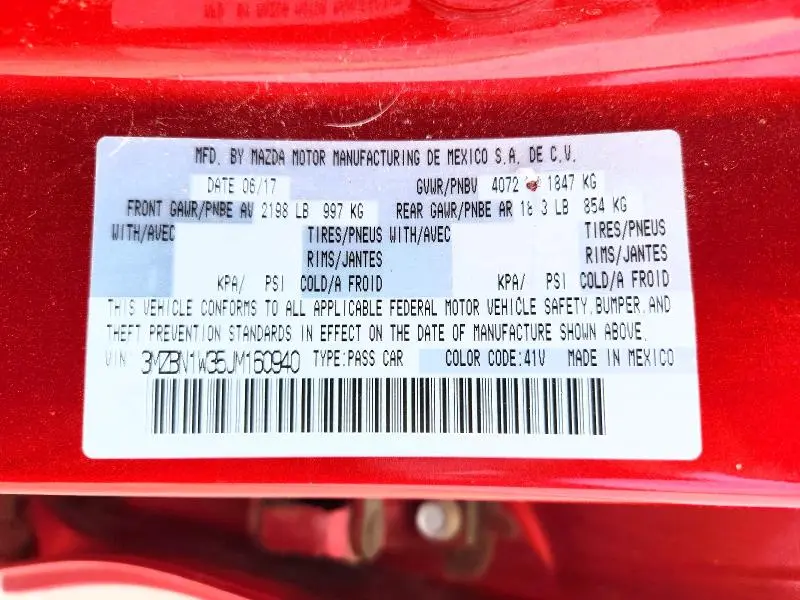 MFD. BY MAZDA MOTOR MANUFACTURING DE MEXICO S.A. DE C.V.
DATE 06/17 GVWR/PNBV 4072 1847 KG
FRONT GAWR/PNBE AV 2198 LB 997 KG REAR GAWR/PNBE AR LB 854 KG
WITH/AVEC TIRES/PNEUS WITH/AVEC TIRES/PNEUS
RIMS/JANTES RIMS/JANTES
KPA/ PSI COLD/A FROID KPA/ PSI COLD/A FROID
THIS VEHICLE CONFORMS TO ALL APPLICABLE FEDERAL MOTOR VEHICLE SAFETY, BUMPER, AND
THEFT PREVENTION STANDARDS IN EFFECT ON THE DATE OF MANUFACTURE SHOWN ABOVE.
VIN: 3MZBN1W35JM160940 TYPE:PASS CAR COLOR CODE:41V MADE IN MEXICO